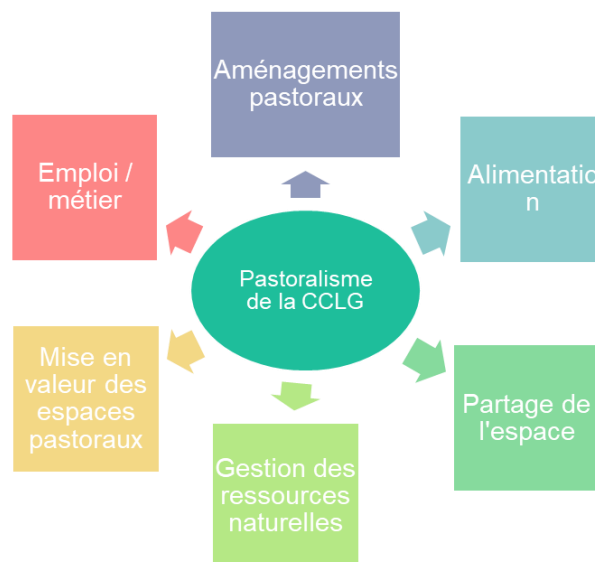 Aménagements
pastoraux
Emploi /
métier
Alimentatio
n
Pastoralisme
de la CCLG
Mise en
valeur des
espaces
pastoraux
Partage de
l'espace
Gestion des
ressources
naturelles